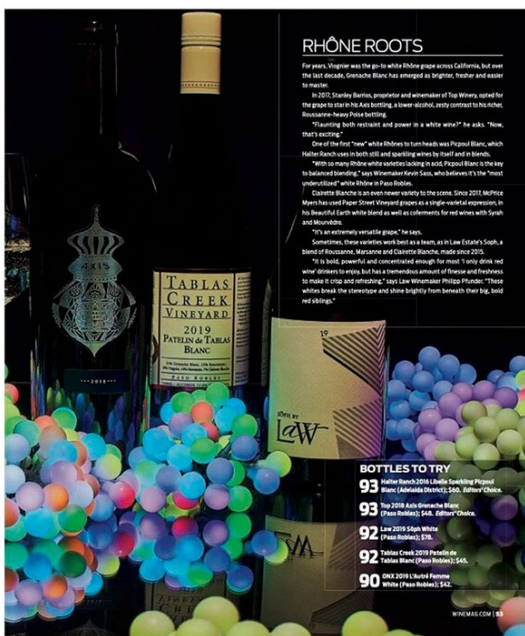 RHÔNE ROOTS
For years, Viognier was the go-to white Rhône grape across California, but over
the last decade, Grenache Blanc has emerged as brighter, fresher and easier
to master.
In 2017, Stanley Barrios, proprietor and winemaker of Top Winery, opted
for the grape to star in his Axis bottling, a lower-alcohol, zesty contrast to his richer,
Roussanne-heavy Poise bottling.
"Flaunting both restraint and power in a white wine?" he asks. "Now,
that's exciting."
One of the first "new" white Rhônes to turn heads was Picpoul Blanc, which
Halter Ranch uses in both still and sparkling wines by itself and in blends.
"With so many Rhône white varieties lacking in acid, Picpoul Blanc is the key
to balanced blending," says Winemaker Kevin Sass, who believes it's the "most
underutilized" white Rhône in Paso Robles.
Clairette Blanche is an even newer variety to the scene. Since 2017, McPrice
Myers has used Paper Street Vineyard grapes as a single-varietal expression, in
his Beautiful Earth white blend as well as coferments for red wines with Syrah
and Mourvèdre.
"It's an extremely versatile grape," he says.
Sometimes, these varieties work best as a team, as in Law Estate's Soph, a
blend of Roussanne, Marsanne and Clairette Blanche, made since 2015.
"It is bold, powerful and concentrated enough for most 'I only drink red
wine' drinkers to enjoy, but has a tremendous amount of finesse and freshness
to make it crisp and refreshing," says Law Winemaker Philipp Pfunder. "These
whites break the stereotype and shine brightly from beneath their big, bold
red siblings."
AXIS
2018
TABLAS
CREEK
VINEYARD
2019
PATELIN de TABLAS
BLANC
PASO ROBLES
19
SÔPH BY
LAW
BOTTLES TO TRY
93 Halter Ranch 2016 Libelle Sparkling Picpoul
Blanc (Adelaida District); $60. Editors' Choice.
93 Top 2018 Axis Grenache Blanc
(Paso Robles); $48. Editors' Choice.
92 Law 2019 Sôph White
(Paso Robles); $78.
92 Tablas Creek 2019 Patelin de
Tablas Blanc (Paso Robles); $45.
90 ONX 2019 L'Autré Femme
White (Paso Robles); $42.
WINEMAG.COM | 53